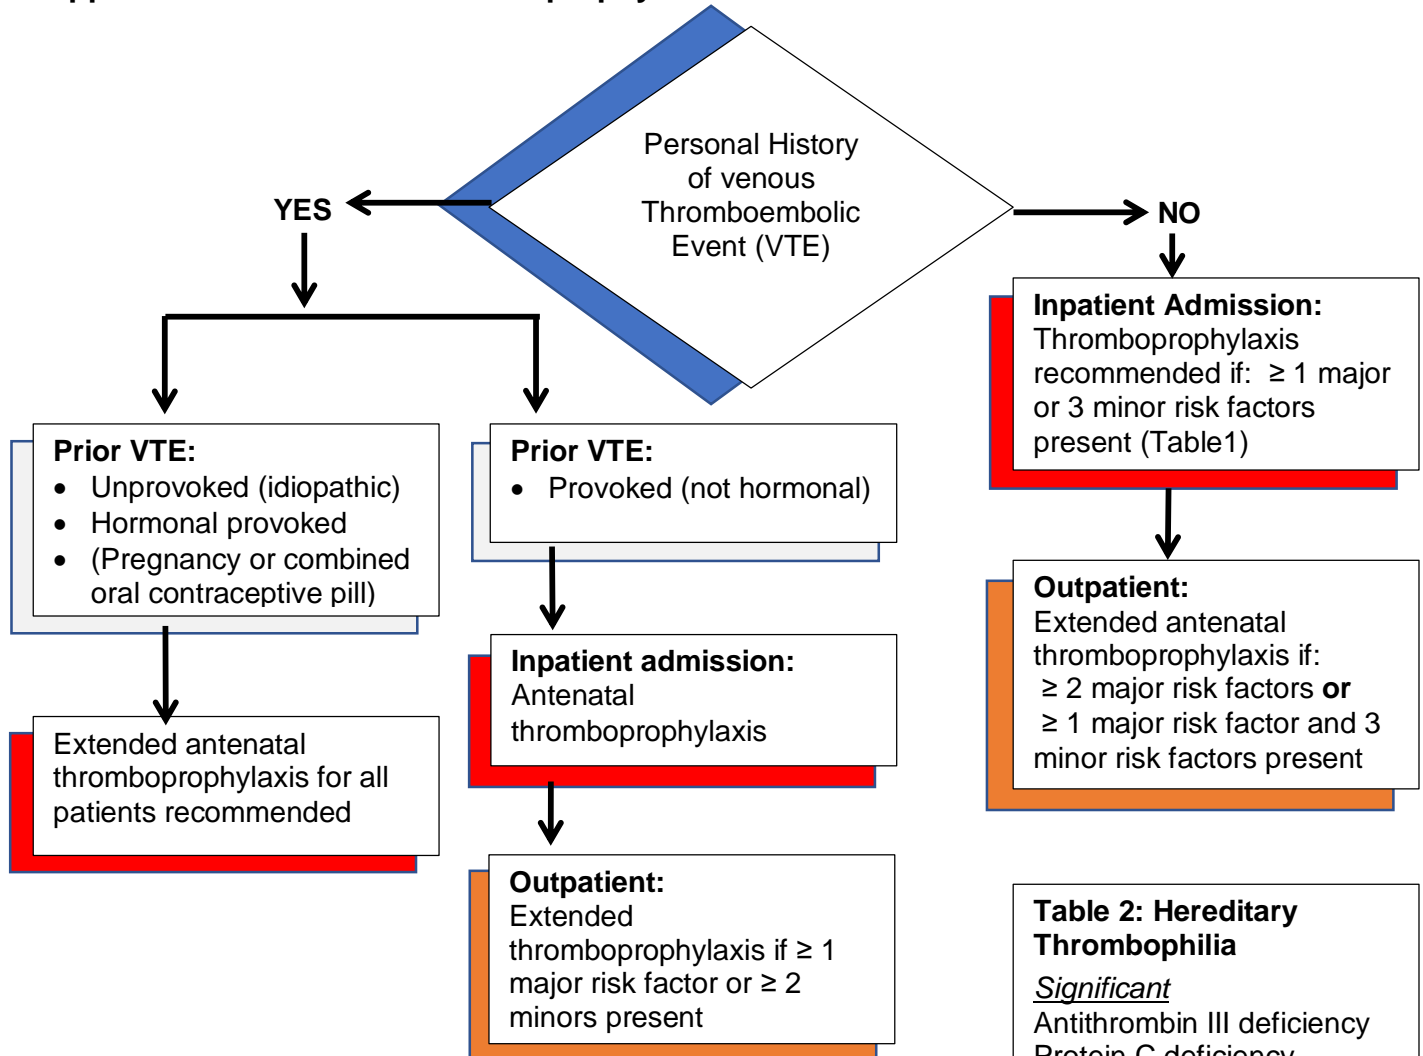 Personal History
of venous
Thromboembolic
Event (VTE)
YES
NO
Prior VTE:
• Unprovoked (idiopathic)
• Hormonal provoked
• (Pregnancy or combined
oral contraceptive pill)
Extended antenatal
thromboprophylaxis for all
patients recommended
Prior VTE:
• Provoked (not hormonal)
Inpatient admission:
Antenatal
thromboprophylaxis
Outpatient:
Extended
thromboprophylaxis if ≥ 1
major risk factor or ≥ 2
minors present
Inpatient Admission:
Thromboprophylaxis
recommended if: ≥ 1 major
or 3 minor risk factors
present (Table1)
Outpatient:
Extended antenatal
thromboprophylaxis if:
≥ 2 major risk factors or
≥ 1 major risk factor and 3
minor risk factors present
Table 2: Hereditary
Thrombophilia
Significant
Antithrombin III deficiency
Protein C deficiency